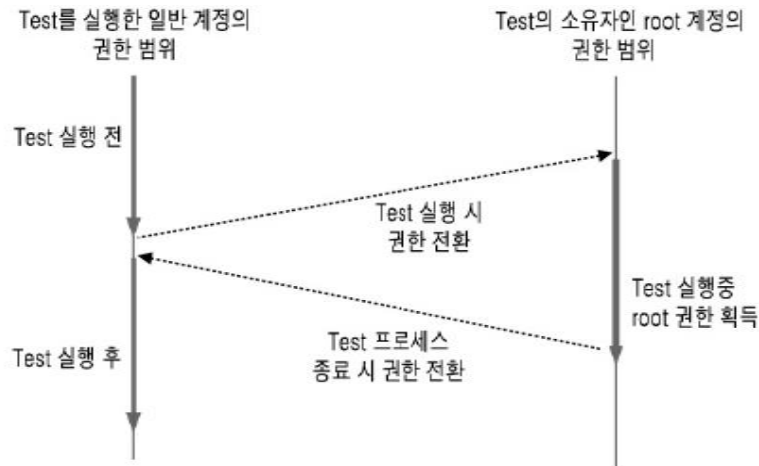 Test를 실행한 일반 계정의
권한 범위
Test의 소유자인 root 계정의
권한 범위
Test 실행 전
Test 실행 시
권한 전환
Test 실행중
root 권한 획득
Test 프로세스
종료 시 권한 전환
Test 실행 후